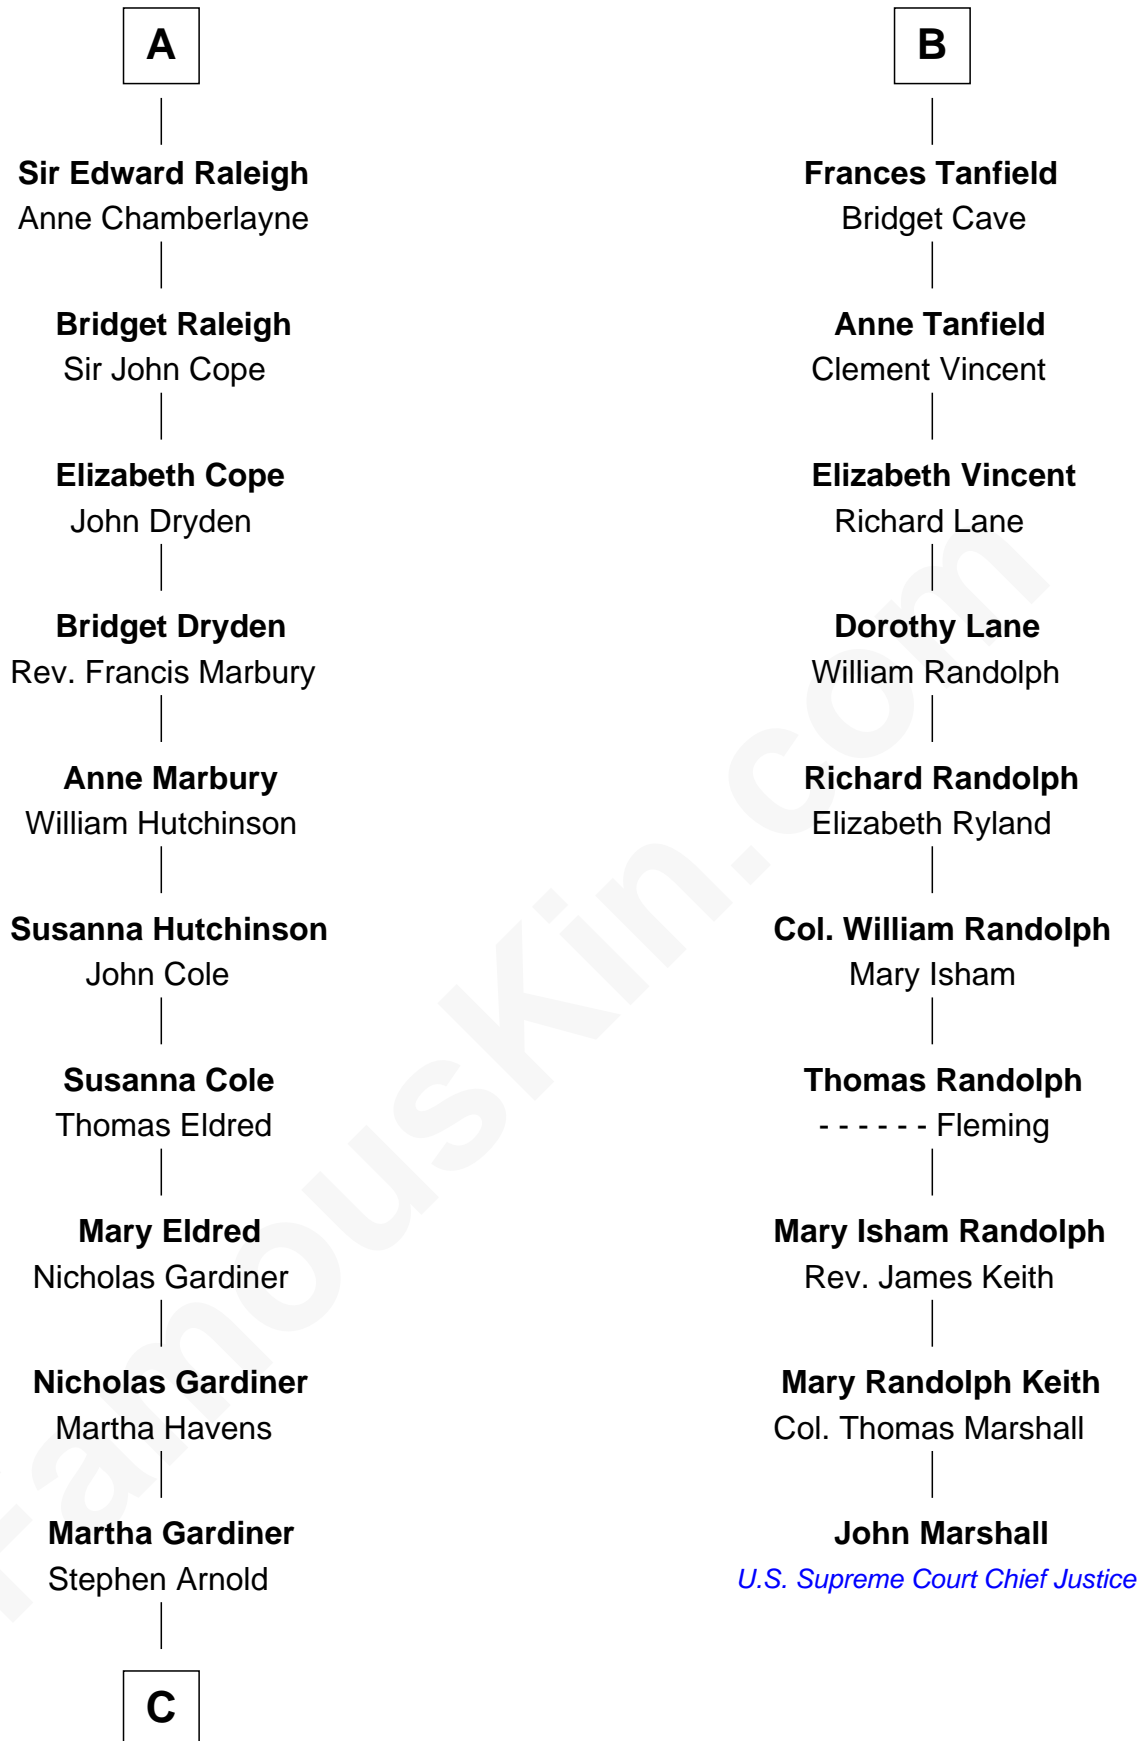 A
Sir Edward Raleigh
Anne Chamberlayne
Bridget Raleigh
Sir John Cope
Elizabeth Cope
John Dryden
Bridget Dryden
Rev. Francis Marbury
Anne Marbury
William Hutchinson
Susanna Hutchinson
John Cole
Susanna Cole
Thomas Eldred
Mary Eldred
Nicholas Gardiner
Nicholas Gardiner
Martha Havens
Martha Gardiner
Stephen Arnold
C
B
Frances Tanfield
Bridget Cave
Anne Tanfield
Clement Vincent
Elizabeth Vincent
Richard Lane
Dorothy Lane
William Randolph
Richard Randolph
Elizabeth Ryland
Col. William Randolph
Mary Isham
Thomas Randolph
- - - - - - Fleming
Mary Isham Randolph
Rev. James Keith
Mary Randolph Keith
Col. Thomas Marshall
John Marshall
U.S. Supreme Court Chief Justice
FamousKin.com